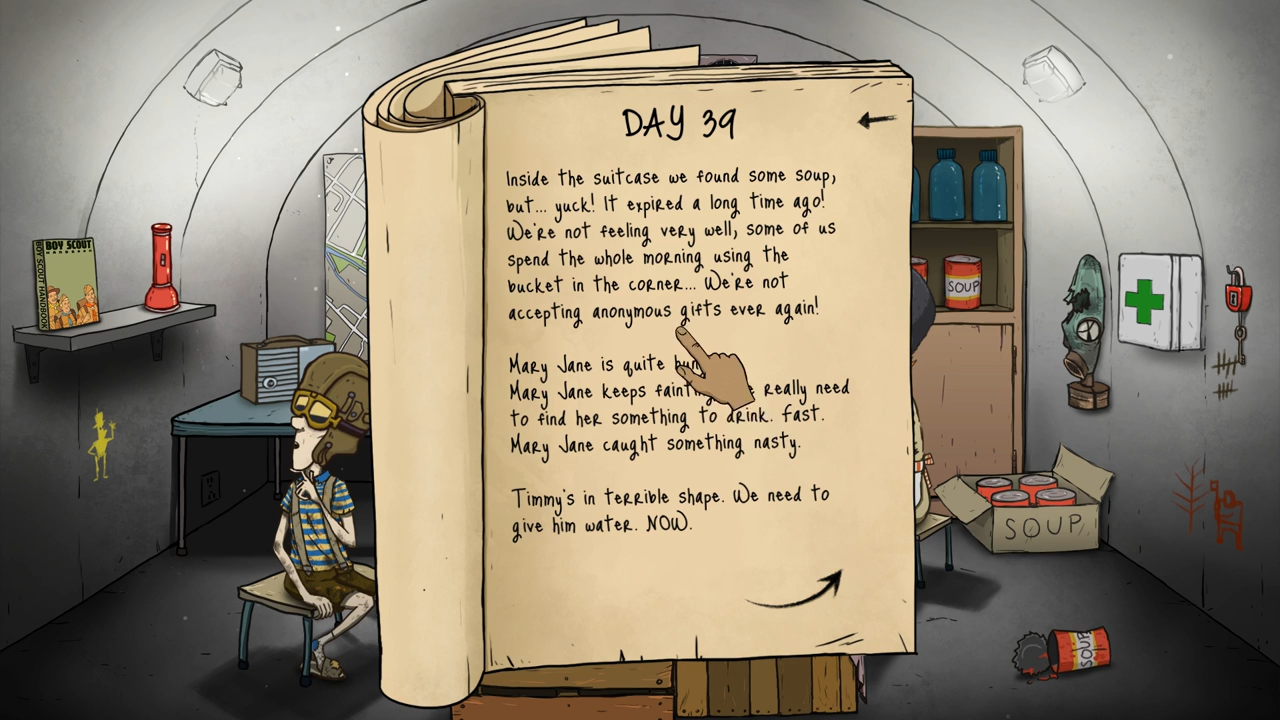 DAY 39
Inside the suitcase we found some soup,
but... yuck! It expired a long time ago!
We're not feeling very well, some of us
spend the whole morning using the
bucket in the corner... We're not
accepting anonymous gifts ever again!
Mary Jane is quite
Mary Jane keeps really need
to find her something to drink. Fast.
Mary Jane caught something nasty.
Timmy's in terrible shape. We need to
give him water. NOW.
BOY SCOUT
BOY SCOUT HANDBOOK
SOUP
SOUP
SOUP